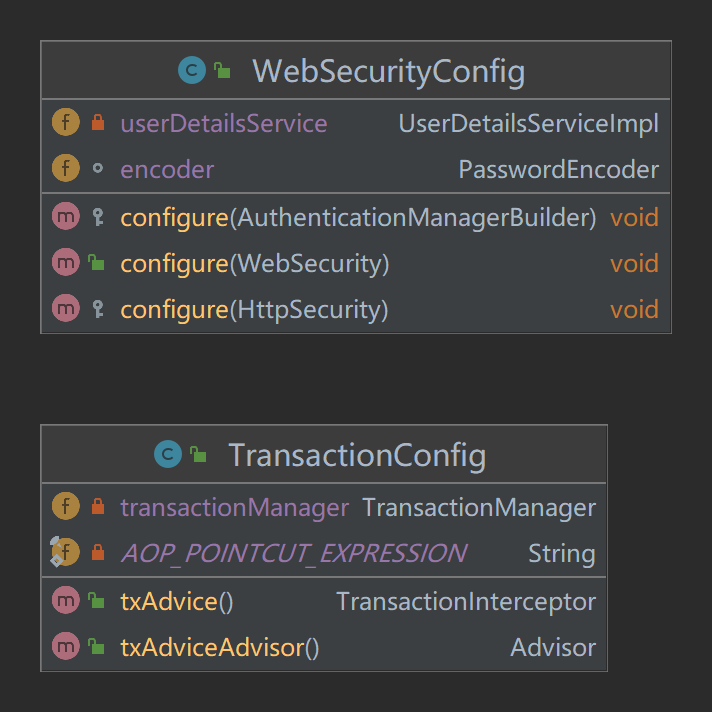 WebSecurityConfig
userDetailsService UserDetailsServiceImpl
encoder PasswordEncoder
configure(AuthenticationManagerBuilder) void
configure(WebSecurity) void
configure(HttpSecurity) void
TransactionConfig
transactionManager TransactionManager
AOP_POINTCUT_EXPRESSION String
txAdvice() TransactionInterceptor
txAdviceAdvisor() Advisor